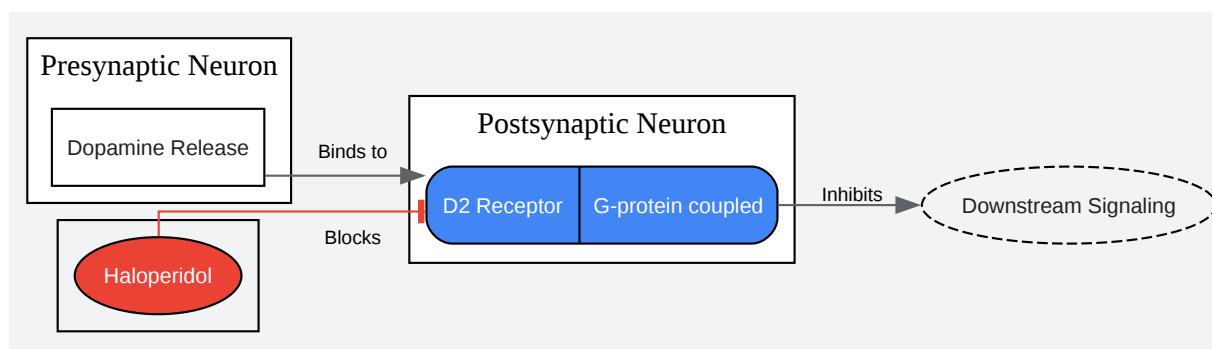 Presynaptic Neuron
Dopamine Release
Binds to
Postsynaptic Neuron
D2 Receptor
G-protein coupled
Inhibits
Downstream Signaling
Blocks
Haloperidol